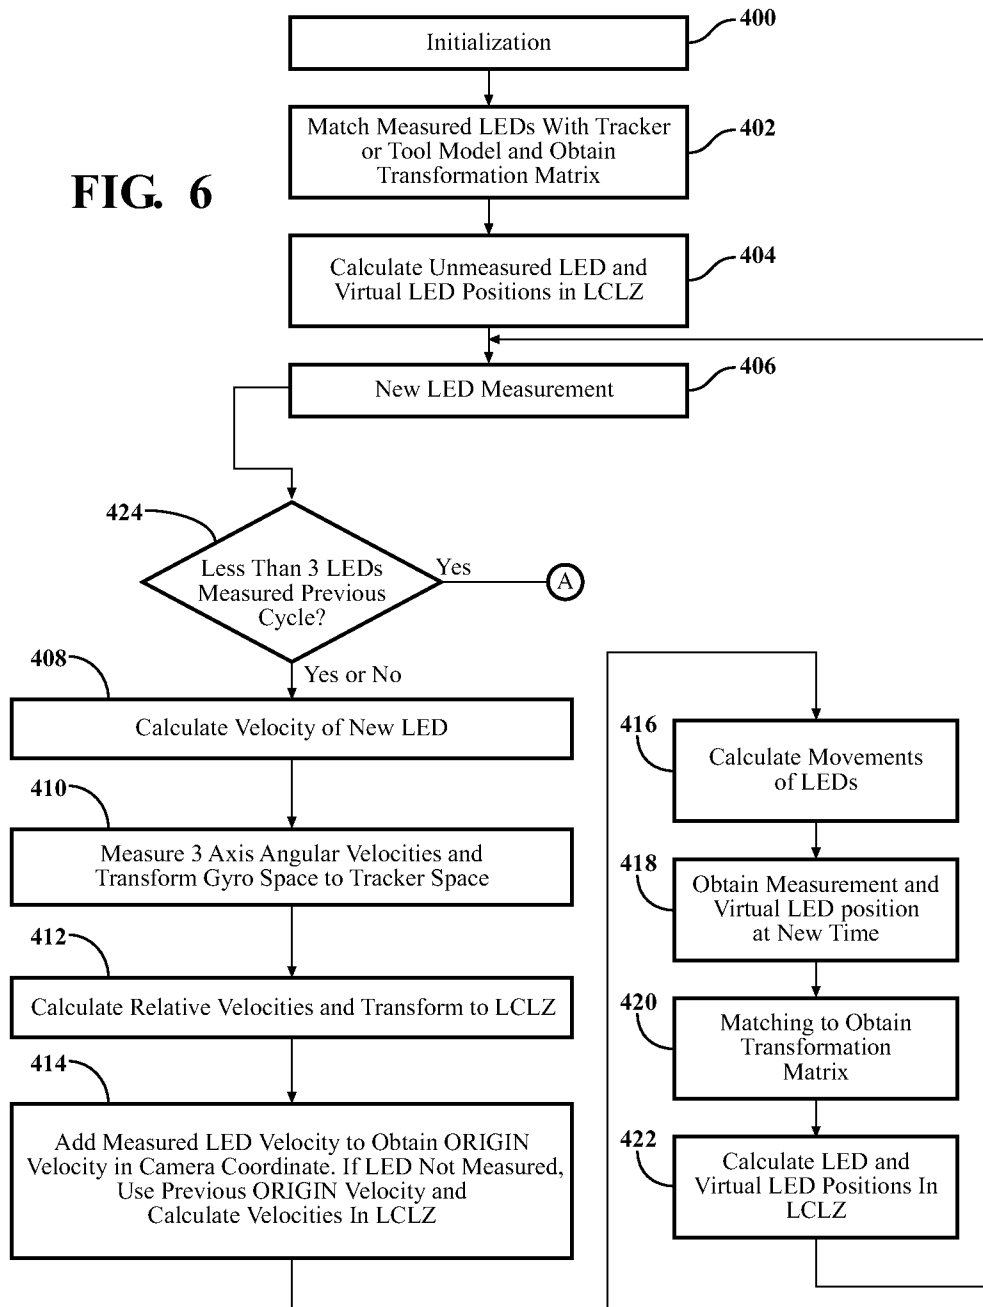 400
Initialization
402
Match Measured LEDs With Tracker
or Tool Model and Obtain
Transformation Matrix
FIG. 6
404
Calculate Unmeasured LED and
Virtual LED Positions in LCLZ
406
New LED Measurement
424
Less Than 3 LEDs
Measured Previous
Cycle?
Yes
A
Yes or No
408
Calculate Velocity of New LED
410
Measure 3 Axis Angular Velocities and
Transform Gyro Space to Tracker Space
412
Calculate Relative Velocities and Transform to LCLZ
414
Add Measured LED Velocity to Obtain ORIGIN
Velocity in Camera Coordinate. If LED Not Measured,
Use Previous ORIGIN Velocity and
Calculate Velocities In LCLZ
416
Calculate Movements
of LEDs
418
Obtain Measurement and
Virtual LED position
at New Time
420
Matching to Obtain
Transformation
Matrix
422
Calculate LED and
Virtual LED Positions In
LCLZ